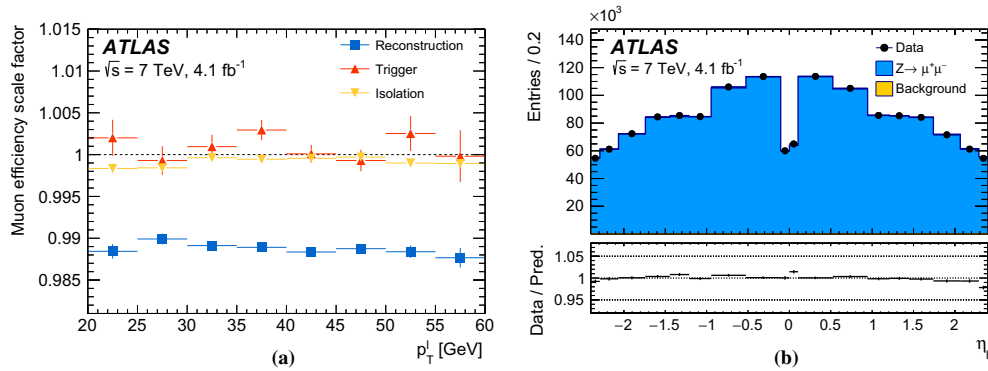 Muon efficiency scale factor
1.015
1.01
1.005
1
0.995
0.99
0.985
ATLAS
√s = 7 TeV, 4.1 fb⁻¹
Reconstruction
Trigger
Isolation
20 25 30 35 40 45 50 55 60
p_T^l [GeV]
(a)
×10³
Entries / 0.2
140
120
100
80
60
40
20
ATLAS
√s = 7 TeV, 4.1 fb⁻¹
Data
Z→ μ⁺μ⁻
Background
Data / Pred.
1.05
1
0.95
−2 −1.5 −1 −0.5 0 0.5 1 1.5 2
η
(b)